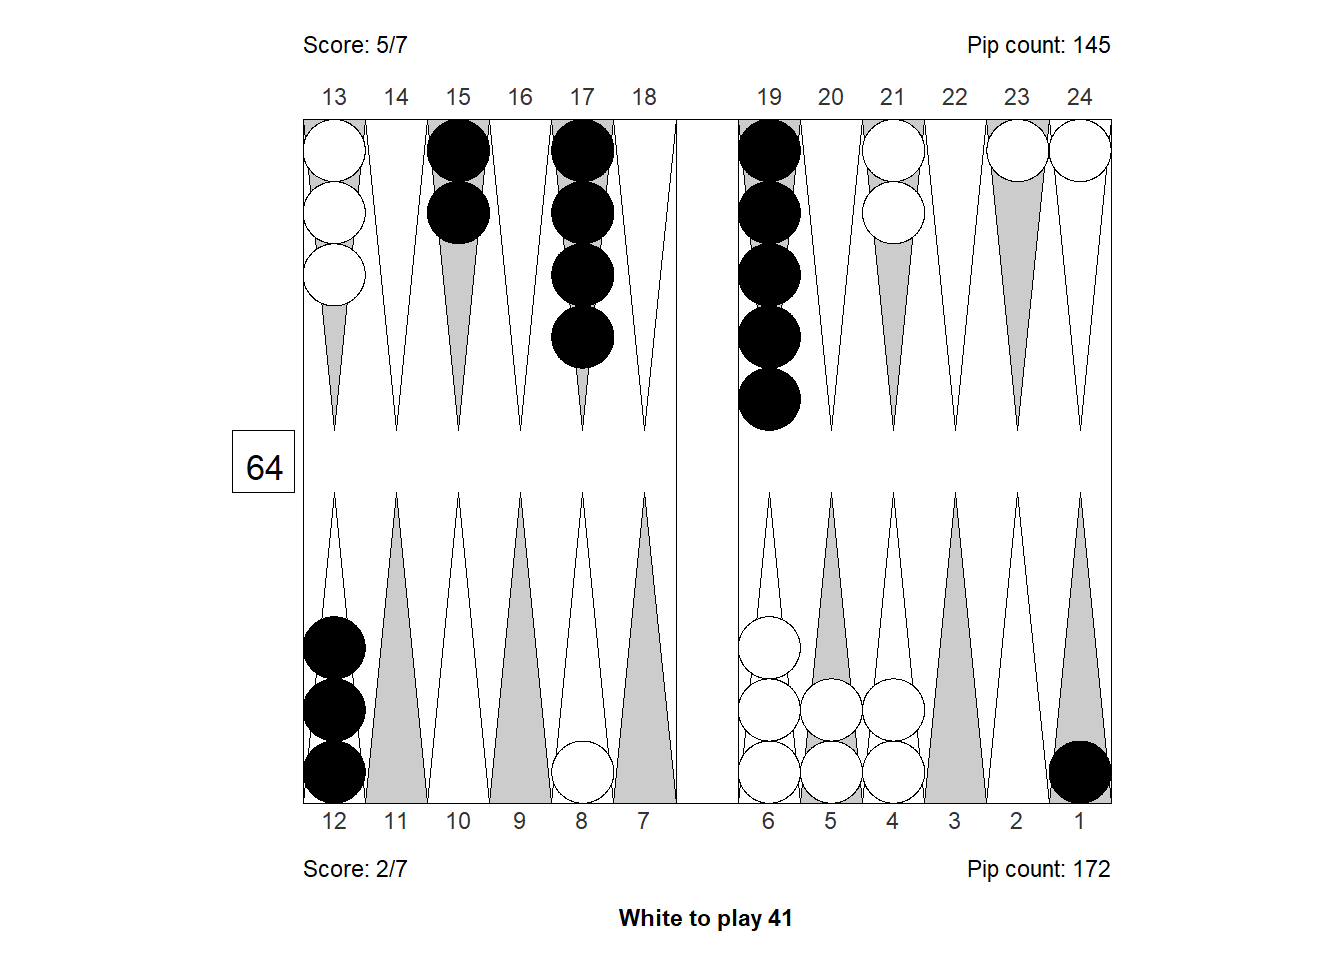 Score: 5/7 Pip count: 145
13 14 15 16 17 18 19 20 21 22 23 24
64
12 11 10 9 8 7 6 5 4 3 2 1
Score: 2/7 Pip count: 172
White to play 41